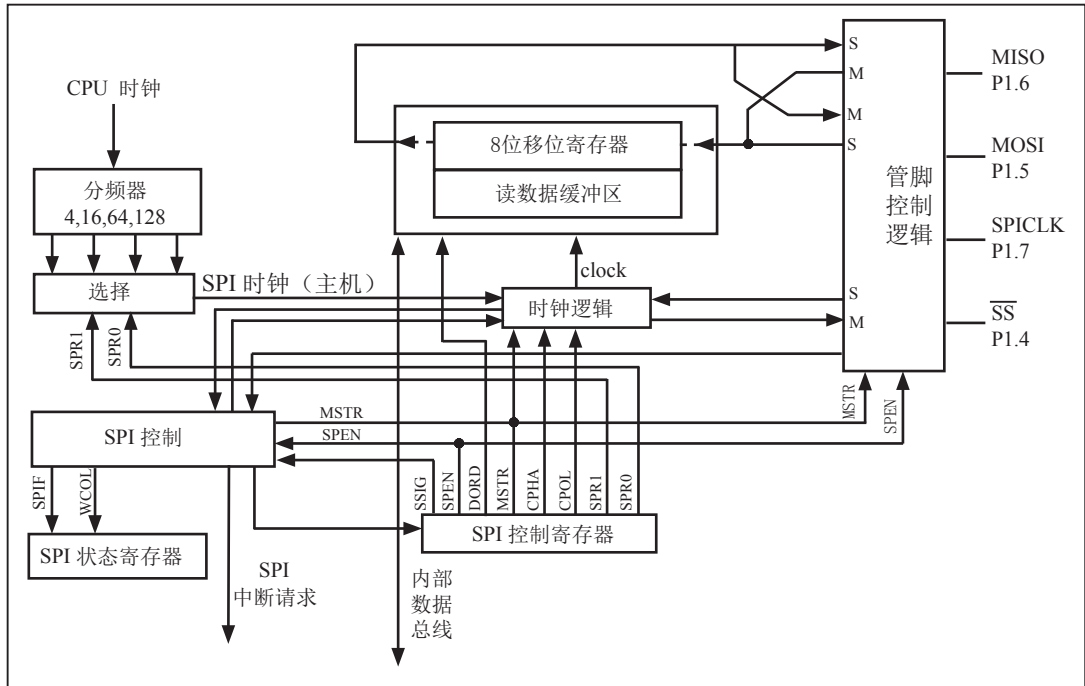 CPU 时钟
分频器
4,16,64,128
选择
SPI 时钟（主机）
SPR1
SPR0
8位移位寄存器
读数据缓冲区
clock
时钟逻辑
S
M
M
S
S
M
管脚
控制
逻辑
MISO
P1.6
MOSI
P1.5
SPICLK
P1.7
SS
P1.4
MSTR
SPEN
SPI 控制
MSTR
SPEN
SPIF
WCOL
SPI 状态寄存器
SPI
中断请求
SSIG
SPEN
DORD
MSTR
CPHA
CPOL
SPR1
SPR0
SPI 控制寄存器
内部
数据
总线